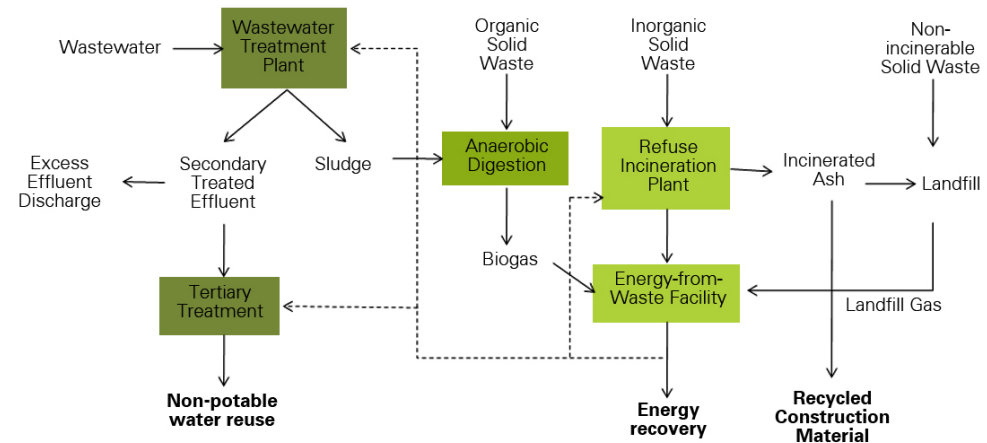 Wastewater
Wastewater
Treatment
Plant
Organic
Solid
Waste
Inorganic
Solid
Waste
Non-
incinerable
Solid Waste
Excess
Effluent
Discharge
Secondary
Treated
Effluent
Sludge
Anaerobic
Digestion
Refuse
Incineration
Plant
Incinerated
Ash
Landfill
Biogas
Tertiary
Treatment
Energy-from-
Waste Facility
Landfill Gas
Non-potable
water reuse
Energy
recovery
Recycled
Construction
Material